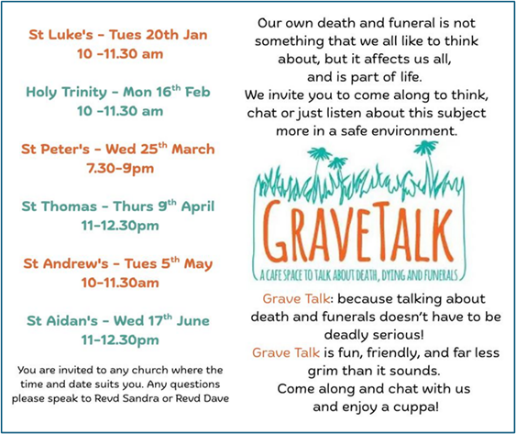 St Luke's - Tues 20th Jan
10 -11.30 am
Holy Trinity - Mon 16th Feb
10 -11.30 am
St Peter's - Wed 25th March
7.30-9pm
St Thomas - Thurs 9th April
11-12.30pm
St Andrew's - Tues 5th May
10-11.30am
St Aidan's - Wed 17th June
11-12.30pm
You are invited to any church where the
time and date suits you. Any questions
please speak to Revd Sandra or Revd Dave
Our own death and funeral is not
something that we all like to think
about, but it affects us all,
and is part of life.
We invite you to come along to think,
chat or just listen about this subject
more in a safe environment.
GRAVETALK
A CAFE SPACE TO TALK ABOUT DEATH, DYING AND FUNERALS
Grave Talk: because talking about
death and funerals doesn't have to be
deadly serious!
Grave Talk is fun, friendly, and far less
grim than it sounds.
Come along and chat with us
and enjoy a cuppa!